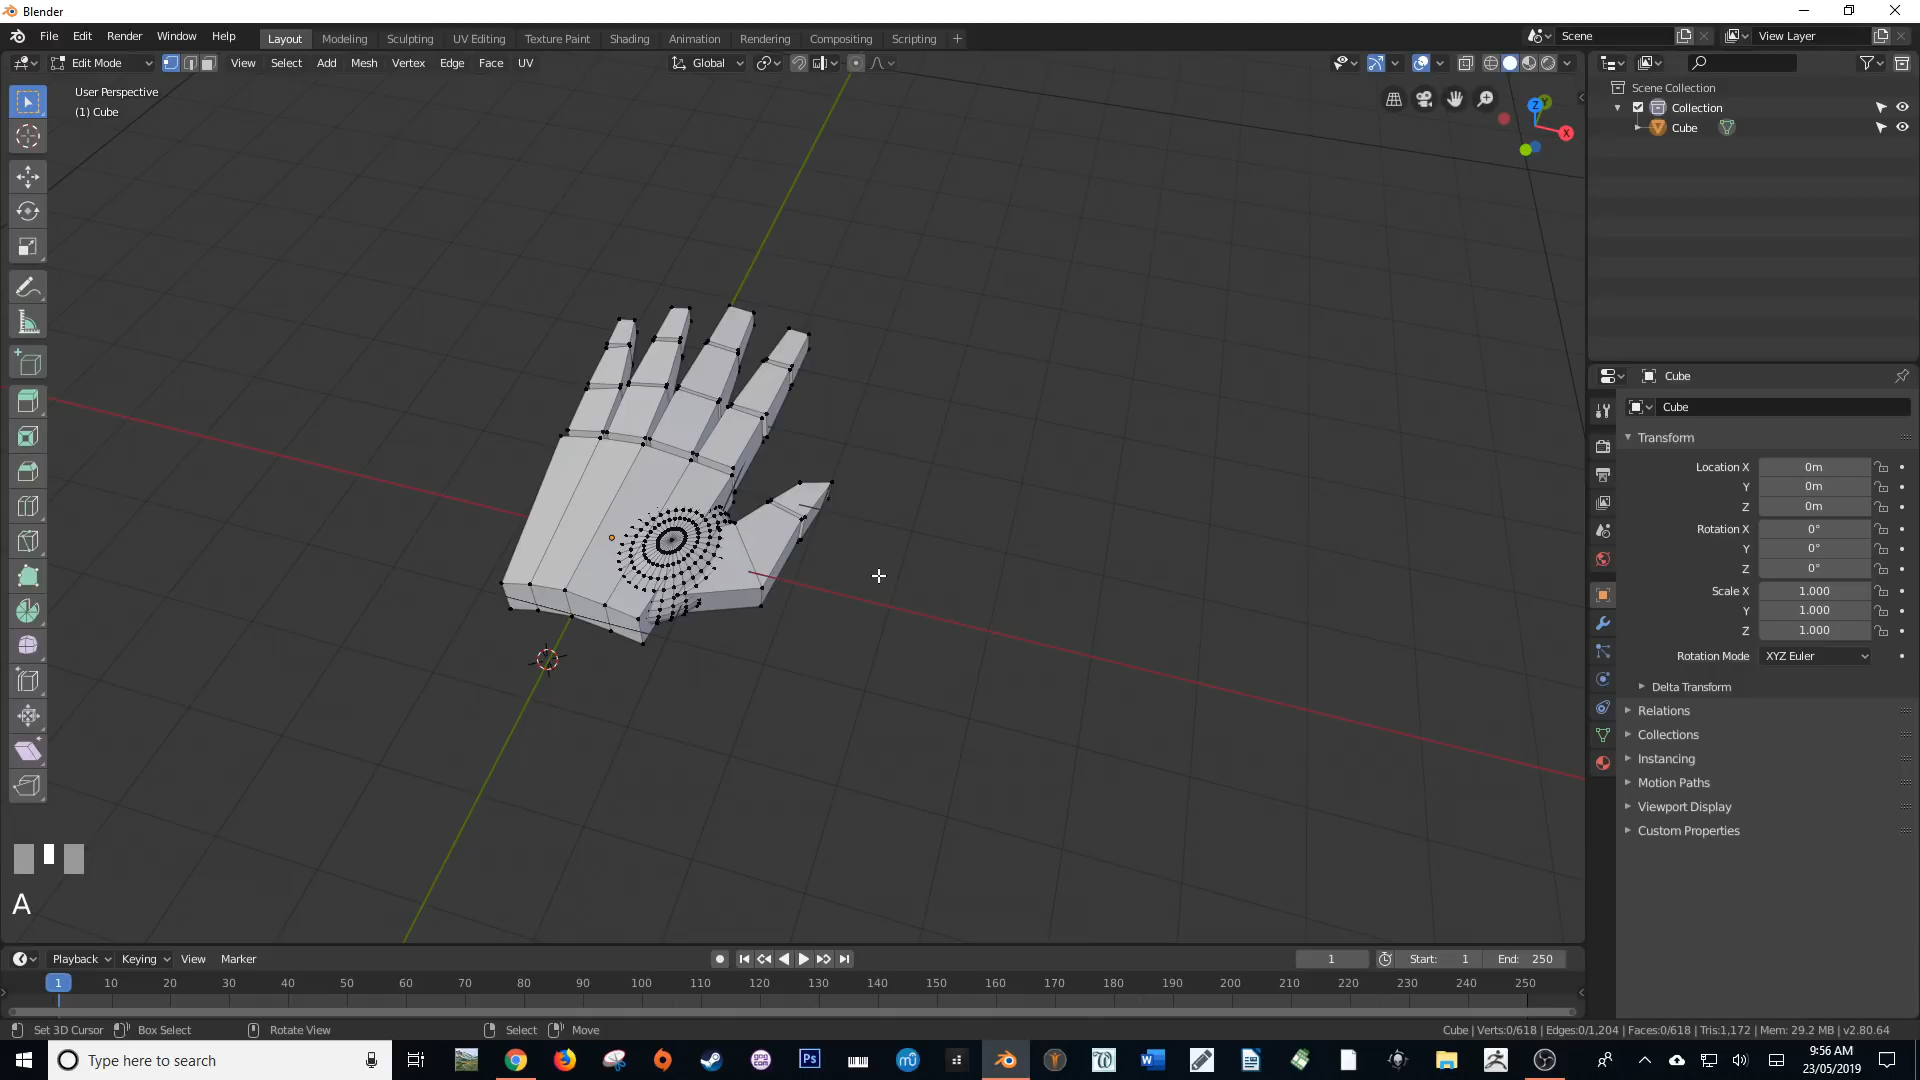 Blender
File Edit Render Window Help
Layout Modeling Sculpting UV Editing Texture Paint Shading Animation Rendering Compositing Scripting +
Scene
View Layer
Edit Mode View Select Add Mesh Vertex Edge Face UV
Global
User Perspective
(1) Cube
Z Y X
Scene Collection
Collection
Cube
Cube
Cube
Transform
Location X 0m
Y 0m
Z 0m
Rotation X 0°
Y 0°
Z 0°
Scale X 1.000
Y 1.000
Z 1.000
Rotation Mode XYZ Euler
Delta Transform
Relations
Collections
Instancing
Motion Paths
Viewport Display
Custom Properties
A
Playback Keying View Marker
1 Start: 1 End: 250
1 10 20 30 40 50 60 70 80 90 100 110 120 130 140 150 160 170 180 190 200 210 220 230 240 250
Set 3D Cursor Box Select Rotate View Select Move
Cube | Verts:0/618 | Edges:0/1,204 | Faces:0/618 | Tris:1,172 | Mem: 29.2 MB | v2.80.64
Type here to search
Ps
9:56 AM
23/05/2019